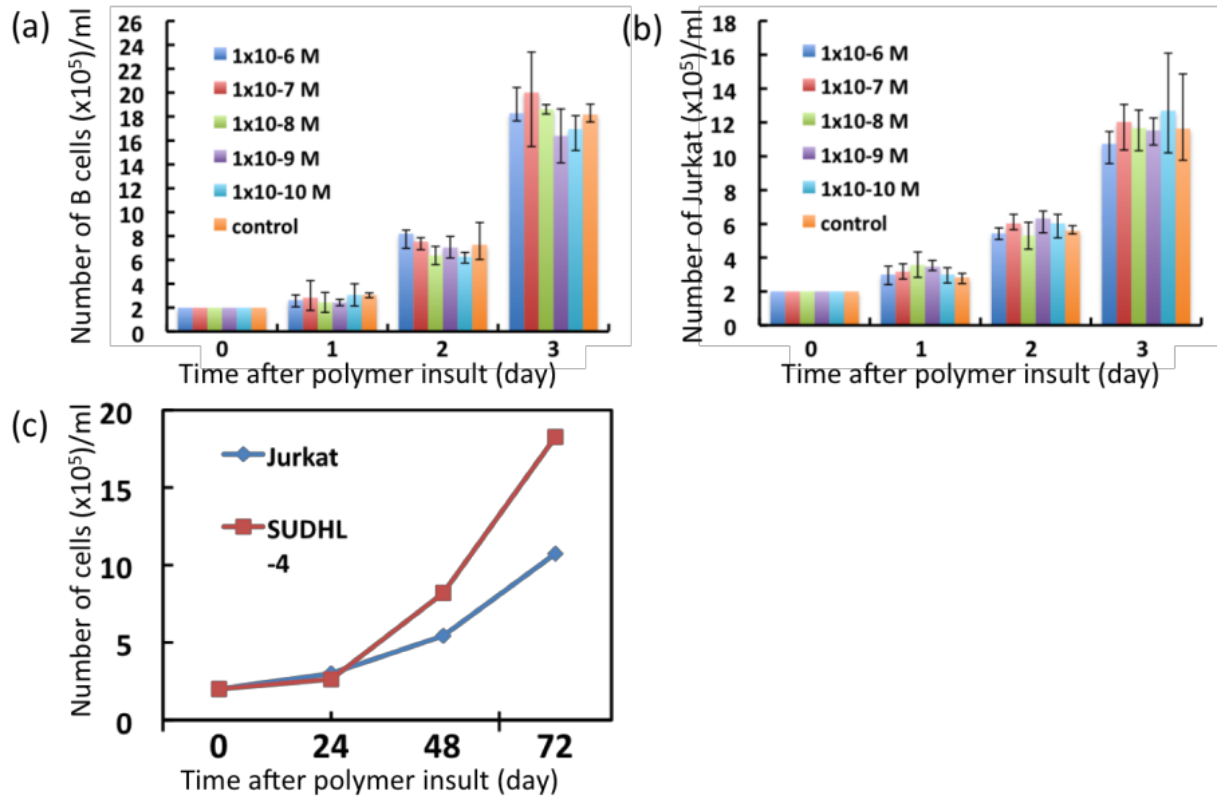 (a)
Number of B cells (x10⁵)/ml
26
24
22
20
18
16
14
12
10
8
6
4
2
0
1x10-6 M
1x10-7 M
1x10-8 M
1x10-9 M
1x10-10 M
control
0 1 2 3
Time after polymer insult (day)
(b)
Number of Jurkat (x10⁵)/ml
18
16
14
12
10
8
6
4
2
0
1x10-6 M
1x10-7 M
1x10-8 M
1x10-9 M
1x10-10 M
control
0 1 2 3
Time after polymer insult (day)
(c)
Number of cells (x10⁵)/ml
20
15
10
5
0
Jurkat
SUDHL
-4
0 24 48 72
Time after polymer insult (day)